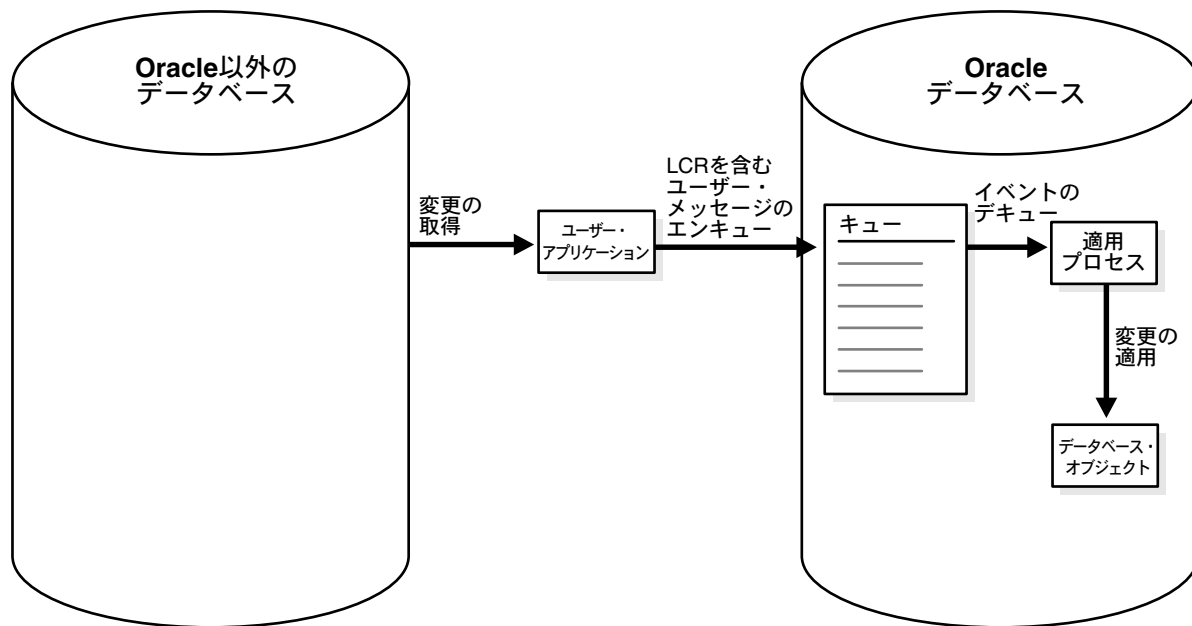 Oracle以外の
データベース
変更の
取得
ユーザー・
アプリケーション
LCRを含む
ユーザー・
メッセージの
エンキュー
Oracle
データベース
キュー
イベントの
デキュー
適用
プロセス
変更の
適用
データベース・
オブジェクト